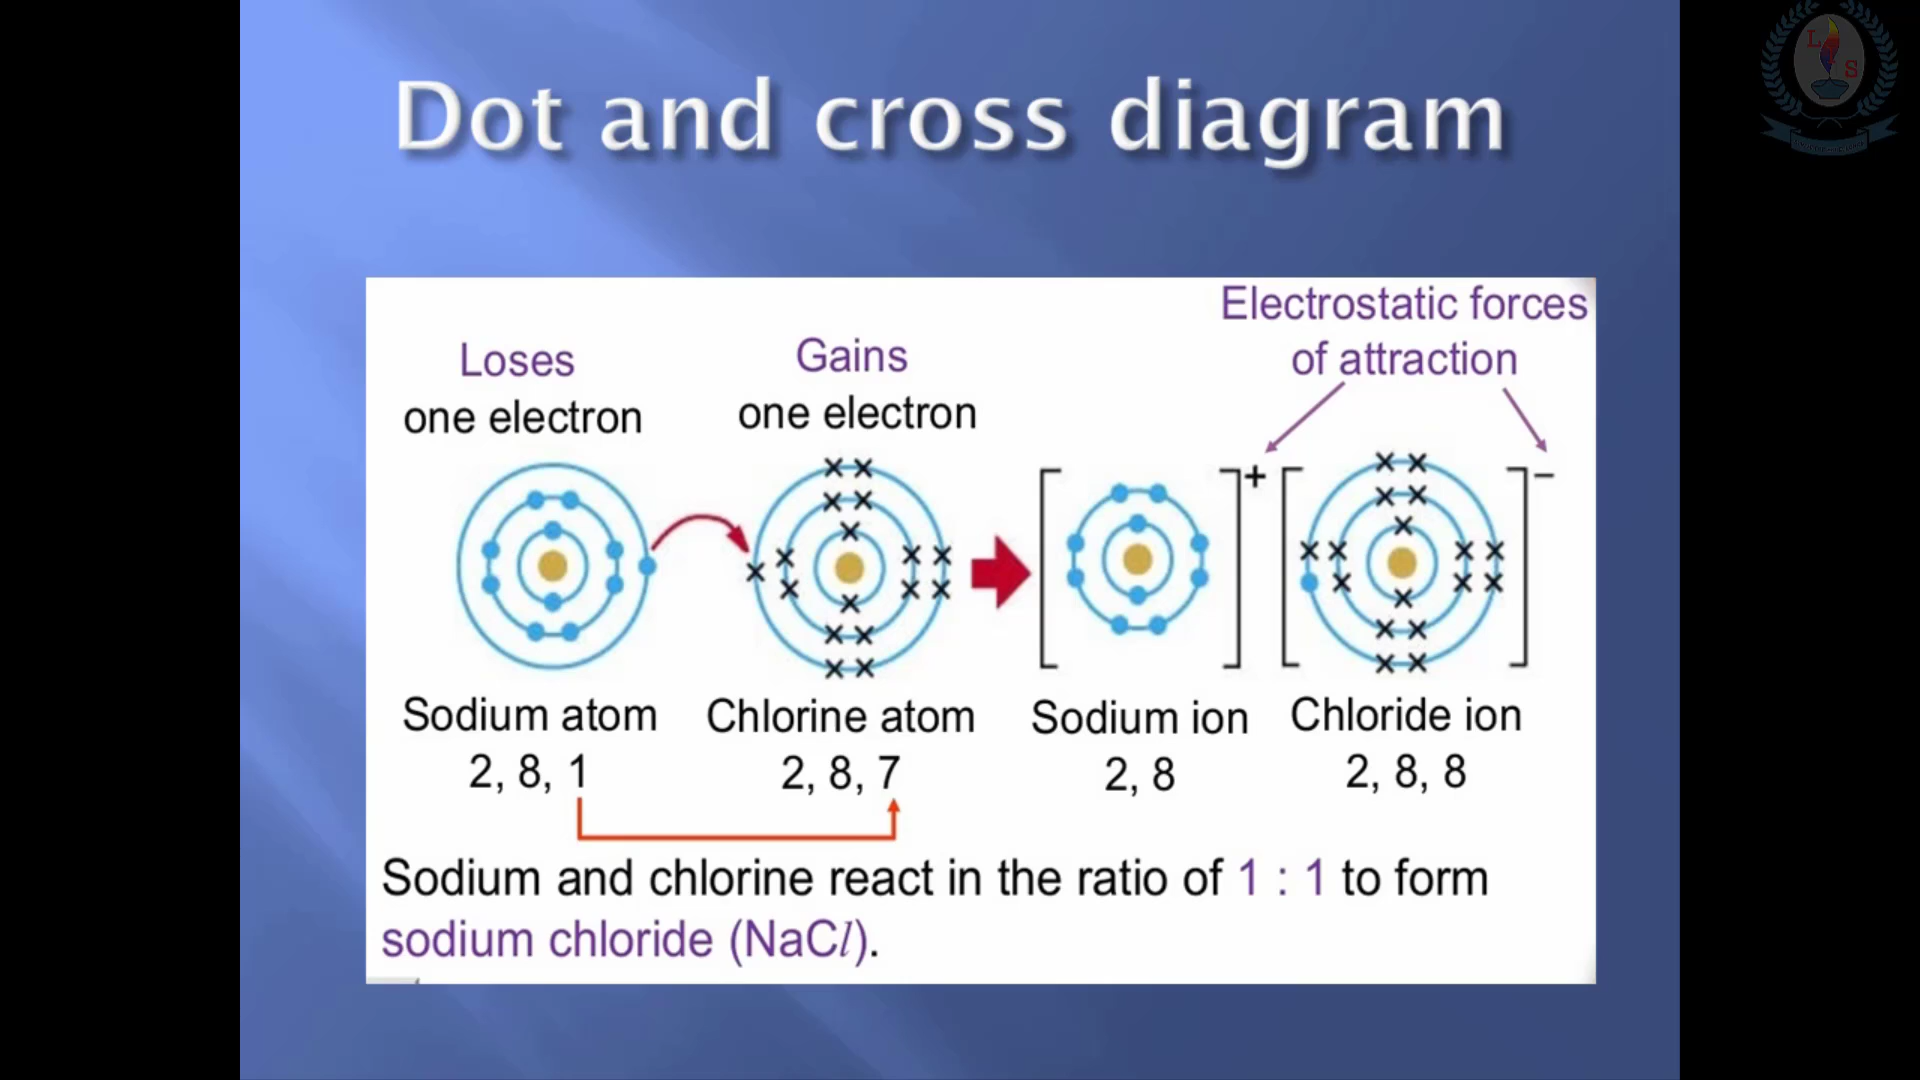 Dot and cross diagram
L
S
Electrostatic forces
of attraction
Loses
one electron
Gains
one electron
+
−
Sodium atom
2, 8, 1
Chlorine atom
2, 8, 7
Sodium ion
2, 8
Chloride ion
2, 8, 8
Sodium and chlorine react in the ratio of 1 : 1 to form
sodium chloride (NaCl).